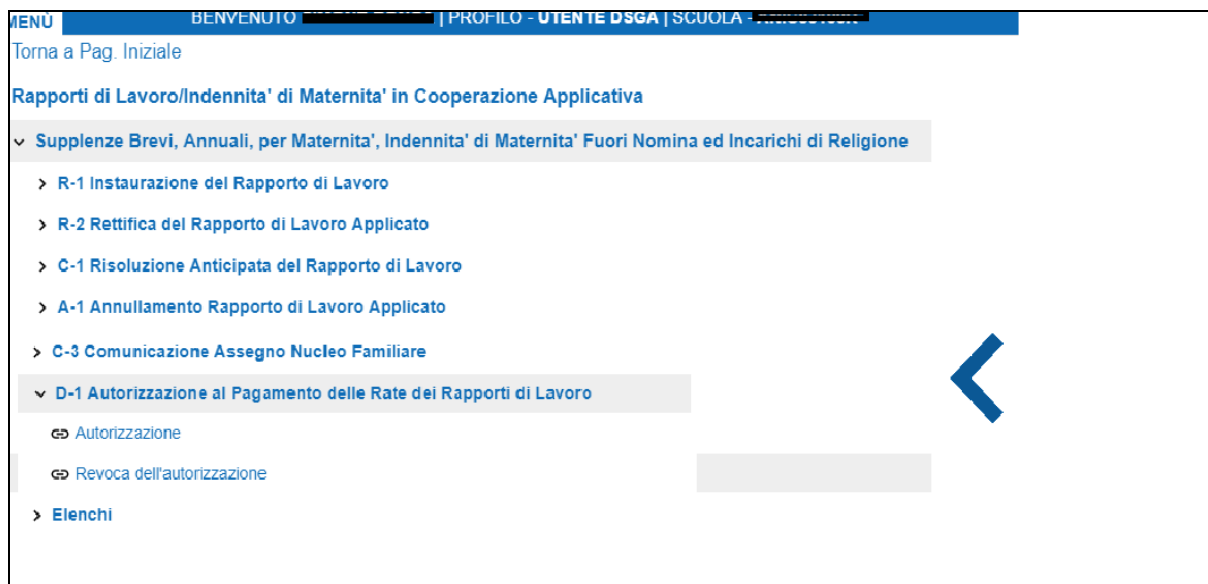 MENÙ
BENVENUTO | PROFILO - UTENTE DSGA | SCUOLA -
Torna a Pag. Iniziale
Rapporti di Lavoro/Indennita' di Maternita' in Cooperazione Applicativa
Supplenze Brevi, Annuali, per Maternita', Indennita' di Maternita' Fuori Nomina ed Incarichi di Religione
R-1 Instaurazione del Rapporto di Lavoro
R-2 Rettifica del Rapporto di Lavoro Applicato
C-1 Risoluzione Anticipata del Rapporto di Lavoro
A-1 Annullamento Rapporto di Lavoro Applicato
C-3 Comunicazione Assegno Nucleo Familiare
D-1 Autorizzazione al Pagamento delle Rate dei Rapporti di Lavoro
Autorizzazione
Revoca dell'autorizzazione
Elenchi